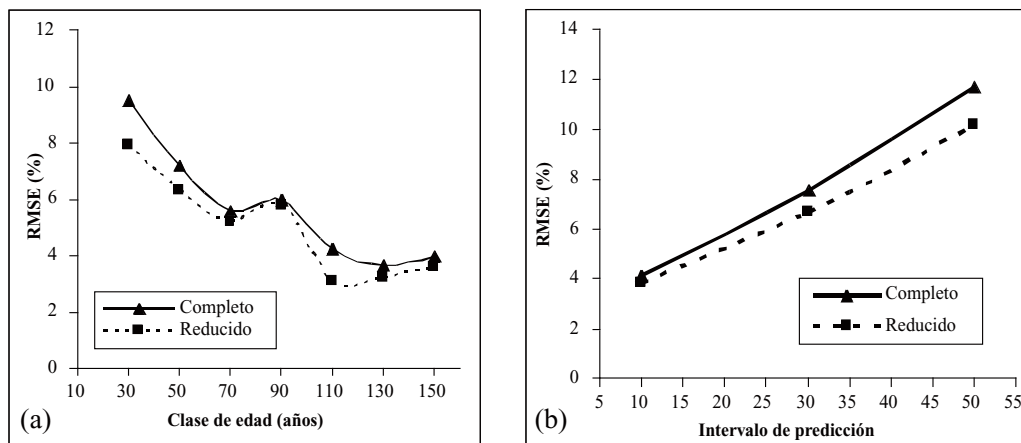 12
10
8
6
4
2
0
RMSE (%)
Completo
Reducido
10 30 50 70 90 110 130 150
Clase de edad (años)
(a)
14
12
10
8
6
4
2
0
RMSE (%)
Completo
Reducido
5 10 15 20 25 30 35 40 45 50 55
Intervalo de predicción
(b)